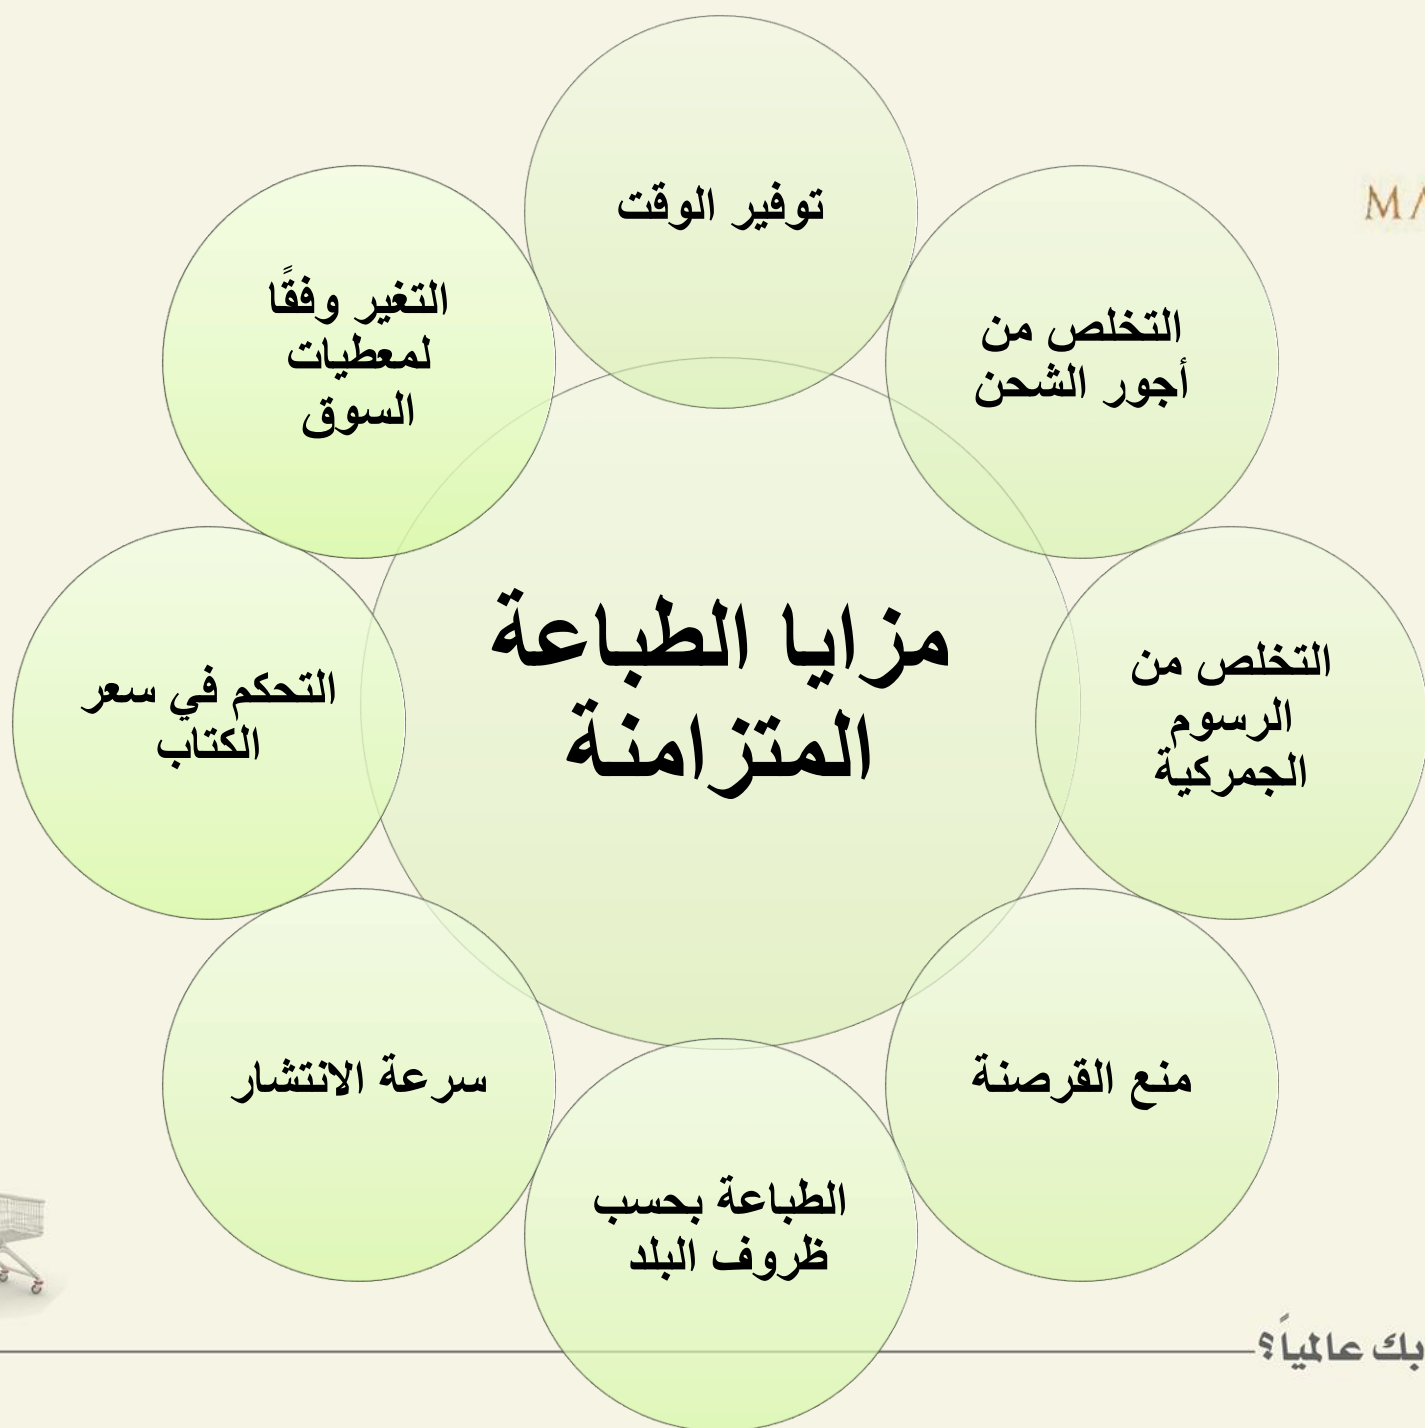 مزايا الطباعة
المتزامنة
توفير الوقت
التخلص من
أجور الشحن
التخلص من
الرسوم
الجمركية
منع القرصنة
الطباعة بحسب
ظروف البلد
سرعة الانتشار
التحكم في سعر
الكتاب
التغير وفقًا
لمعطيات
السوق
عالمياً؟